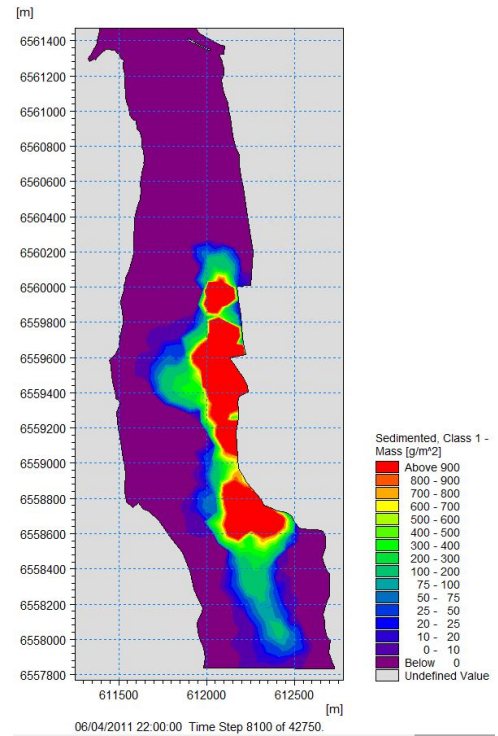 [m]
6561400
6561200
6561000
6560800
6560600
6560400
6560200
6560000
6559800
6559600
6559400
6559200
6559000
6558800
6558600
6558400
6558200
6558000
6557800
611500 612000 612500
[m]
06/04/2011 22:00:00 Time Step 8100 of 42750.
Sedimented, Class 1 -
Mass [g/m^2]
Above 900
800 - 900
700 - 800
600 - 700
500 - 600
400 - 500
300 - 400
200 - 300
100 - 200
75 - 100
50 - 75
25 - 50
20 - 25
10 - 20
0 - 10
Below 0
Undefined Value